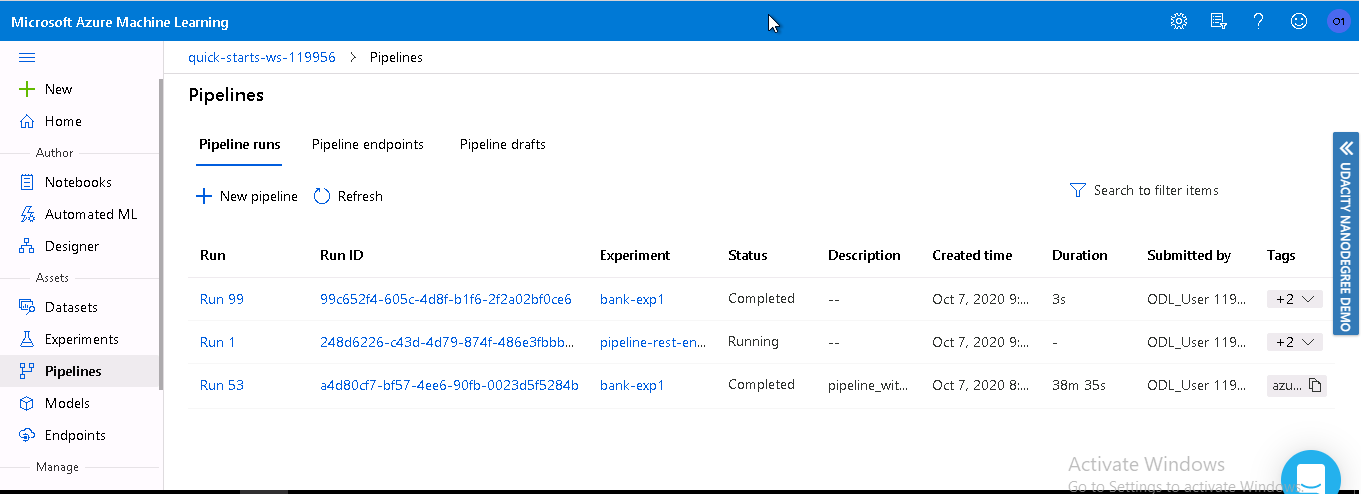 Microsoft Azure Machine Learning
O1
quick-starts-ws-119956 > Pipelines
New
Home
Author
Notebooks
Automated ML
Designer
Assets
Datasets
Experiments
Pipelines
Models
Endpoints
Manage
Pipelines
Pipeline runs Pipeline endpoints Pipeline drafts
New pipeline Refresh Search to filter items
Run Run ID Experiment Status Description Created time Duration Submitted by Tags
Run 99 99c652f4-605c-4d8f-b1f6-2f2a02bf0ce6 bank-exp1 Completed -- Oct 7, 2020 9:... 3s ODL_User 119... +2
Run 1 248d6226-c43d-4d79-874f-486e3fbbb... pipeline-rest-en... Running -- Oct 7, 2020 9:... - ODL_User 119... +2
Run 53 a4d80cf7-bf57-4ee6-90fb-0023d5f5284b bank-exp1 Completed pipeline_wit... Oct 7, 2020 8:... 38m 35s ODL_User 119... azu...
UDACITY NANODEGREE DEMO
Activate Windows
Go to Settings to activate Windows.